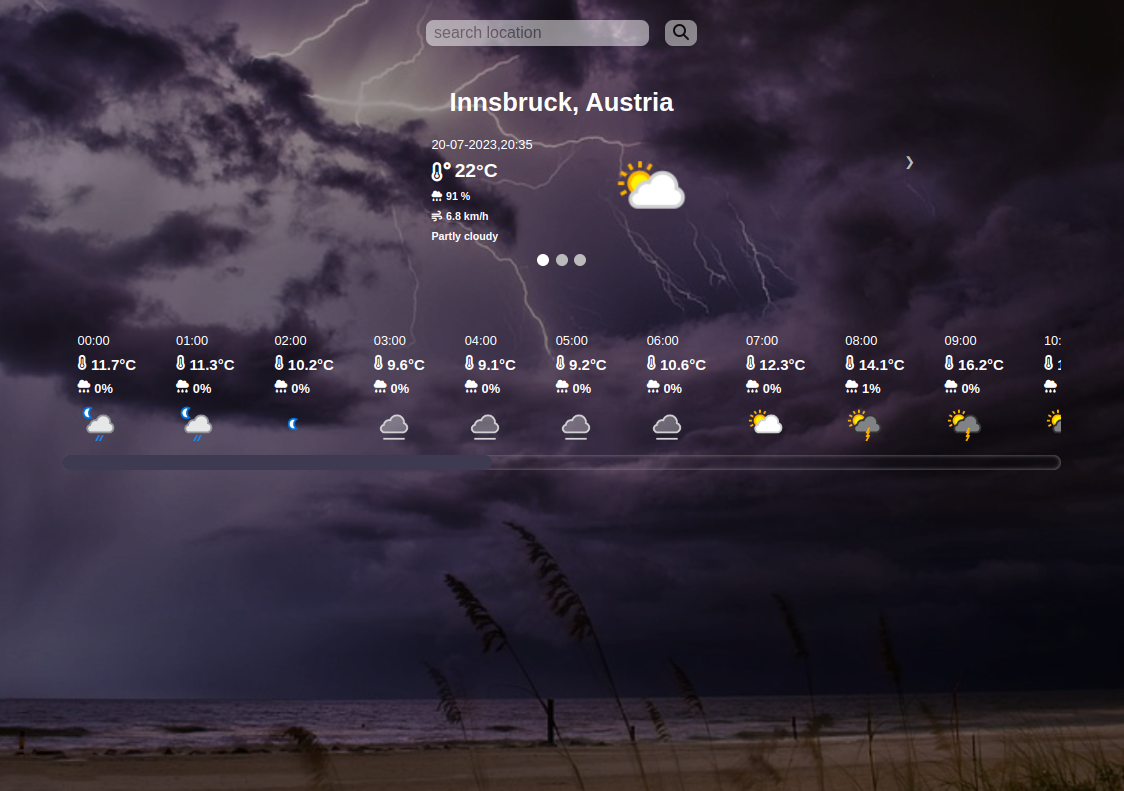 search location
Innsbruck, Austria
20-07-2023,20:35
22°C
91 %
6.8 km/h
Partly cloudy
00:00 01:00 02:00 03:00 04:00 05:00 06:00 07:00 08:00 09:00 10:
11.7°C 11.3°C 10.2°C 9.6°C 9.1°C 9.2°C 10.6°C 12.3°C 14.1°C 16.2°C
0% 0% 0% 0% 0% 0% 0% 0% 1% 0%